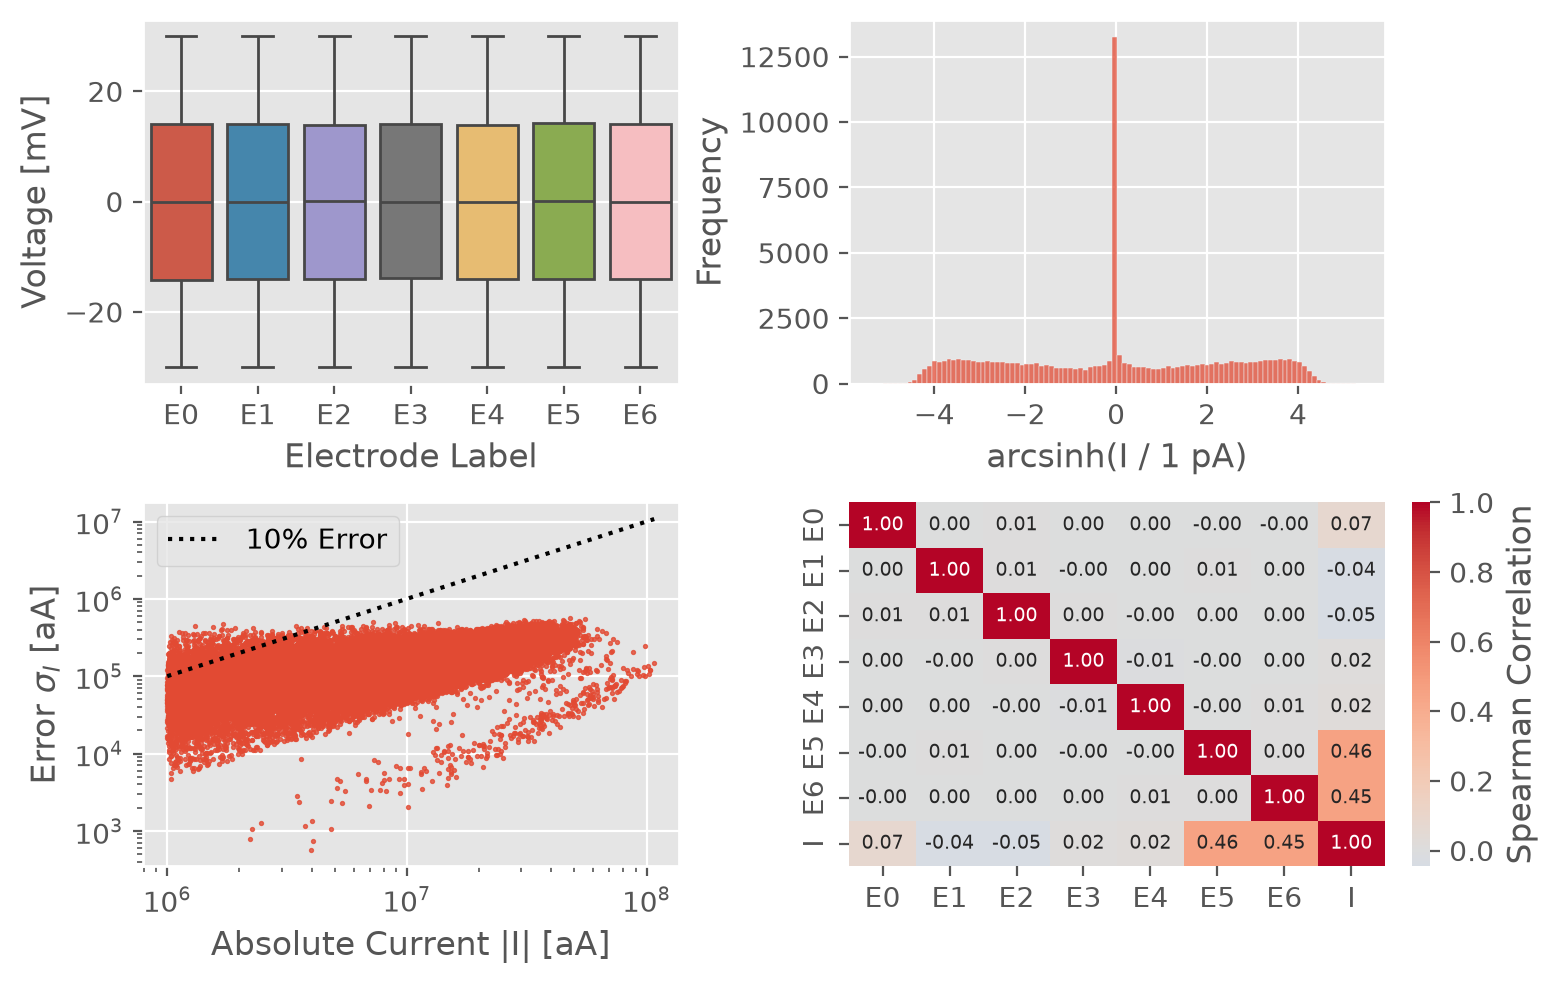 Voltage [mV]
20
0
−20
E0 E1 E2 E3 E4 E5 E6
Electrode Label
Frequency
12500
10000
7500
5000
2500
0
−4 −2 0 2 4
arcsinh(I / 1 pA)
Error σ_I [aA]
10⁷
10⁶
10⁵
10⁴
10³
10% Error
10⁶ 10⁷ 10⁸
Absolute Current |I| [aA]
E0 1.00 0.00 0.01 0.00 0.00 -0.00 -0.00 0.07
E1 0.00 1.00 0.01 -0.00 0.00 0.01 0.00 -0.04
E2 0.01 0.01 1.00 0.00 -0.00 0.00 0.00 -0.05
E3 0.00 -0.00 0.00 1.00 -0.01 -0.00 0.00 0.02
E4 0.00 0.00 -0.00 -0.01 1.00 -0.00 0.01 0.02
E5 -0.00 0.01 0.00 -0.00 -0.00 1.00 0.00 0.46
E6 -0.00 0.00 0.00 0.00 0.01 0.00 1.00 0.45
I 0.07 -0.04 -0.05 0.02 0.02 0.46 0.45 1.00
E0 E1 E2 E3 E4 E5 E6 I
1.0
0.8
0.6
0.4
0.2
−0.0
Spearman Correlation